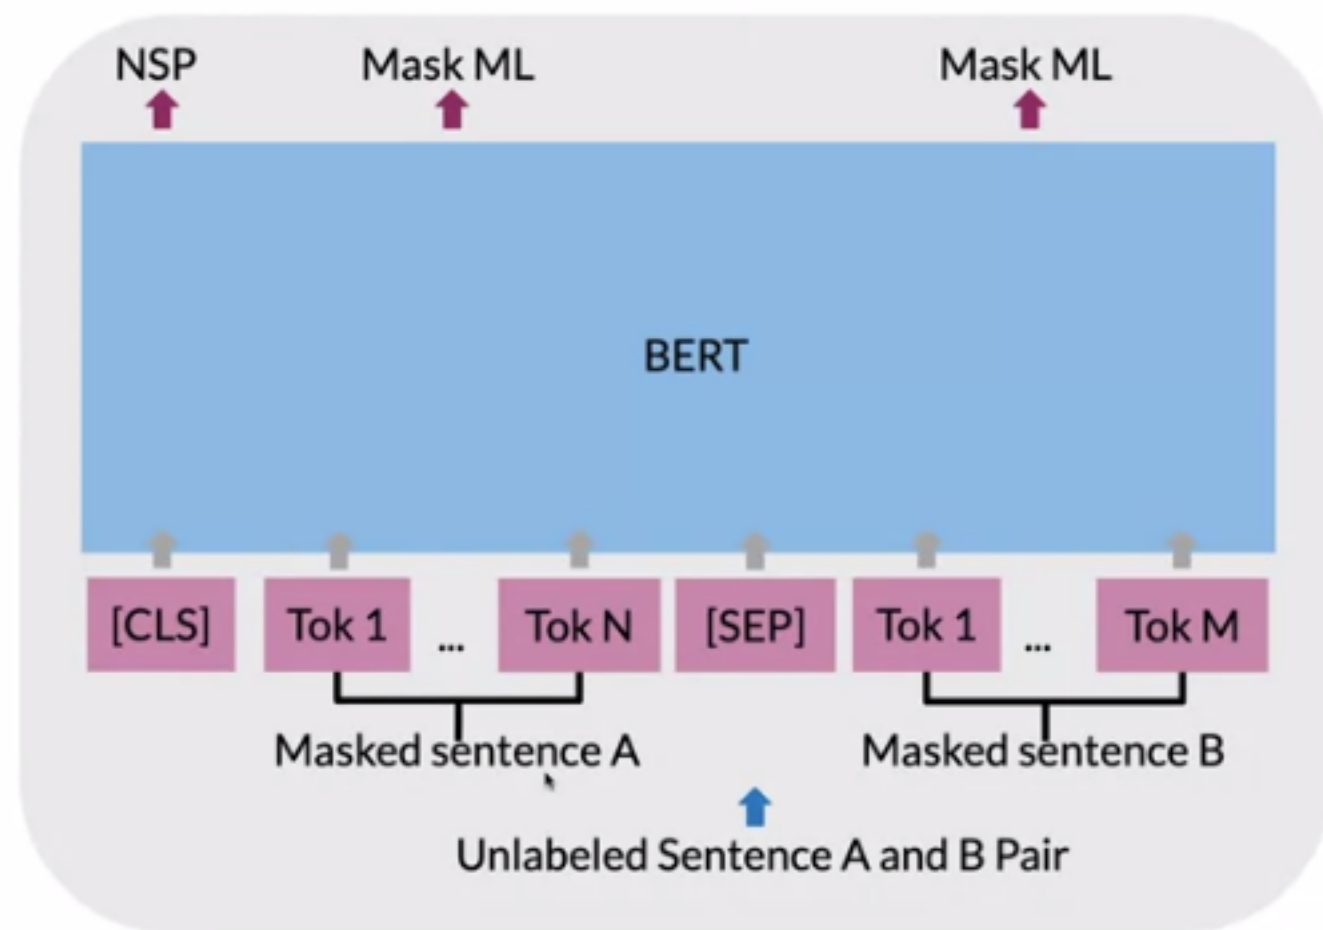 NSP Mask ML Mask ML
BERT
[CLS] Tok 1 ... Tok N [SEP] Tok 1 ... Tok M
Masked sentence A Masked sentence B
Unlabeled Sentence A and B Pair